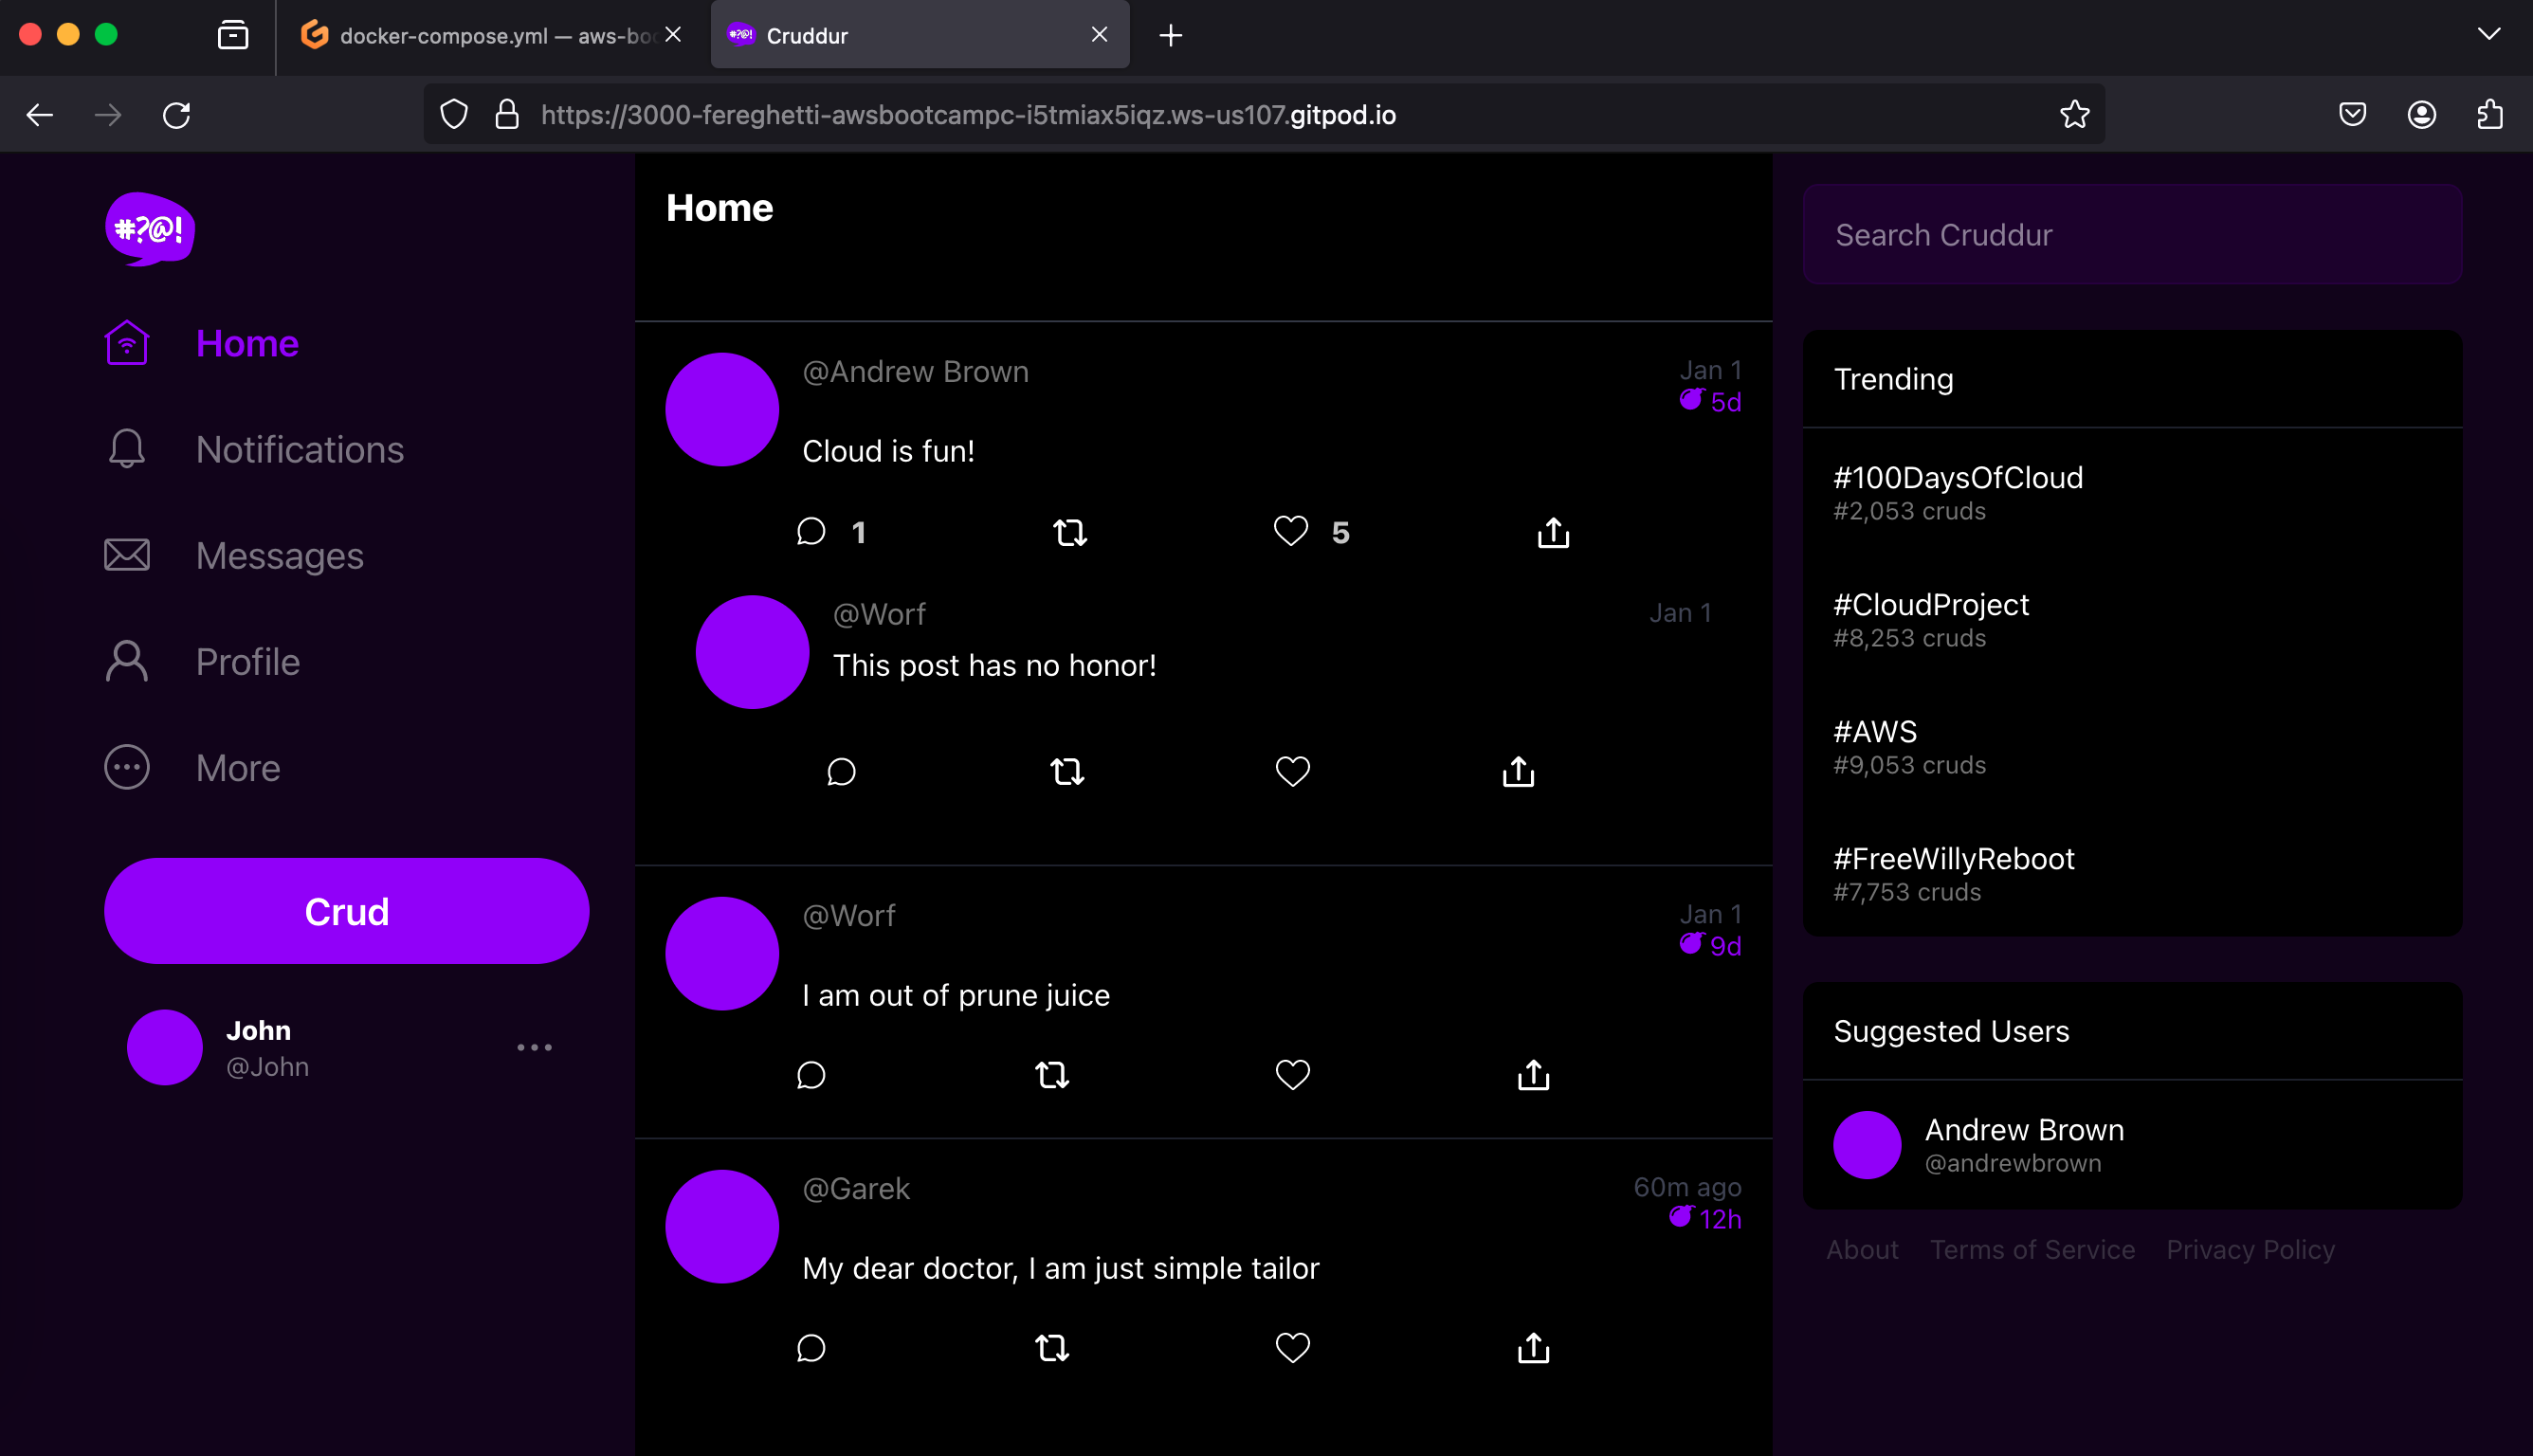 docker-compose.yml — aws-boo
Cruddur
https://3000-fereghetti-awsbootcampc-i5tmiax5iqz.ws-us107.gitpod.io
#?@!
Home
Notifications
Messages
Profile
More
Crud
John
@John
Home
@Andrew Brown
Jan 1
5d
Cloud is fun!
1
5
@Worf
Jan 1
This post has no honor!
@Worf
Jan 1
9d
I am out of prune juice
@Garek
60m ago
12h
My dear doctor, I am just simple tailor
Search Cruddur
Trending
#100DaysOfCloud
#2,053 cruds
#CloudProject
#8,253 cruds
#AWS
#9,053 cruds
#FreeWillyReboot
#7,753 cruds
Suggested Users
Andrew Brown
@andrewbrown
About Terms of Service Privacy Policy